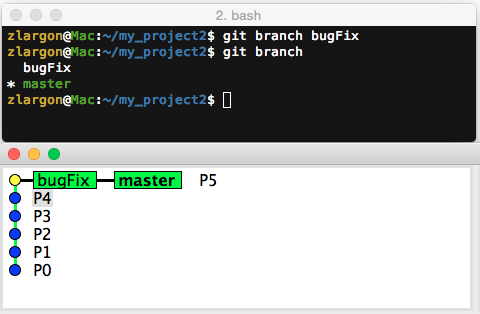 2. bash
zlargon@Mac:~/my_project2$ git branch bugFix
zlargon@Mac:~/my_project2$ git branch
bugFix
* master
zlargon@Mac:~/my_project2$
bugFix master P5
P4
P3
P2
P1
P0